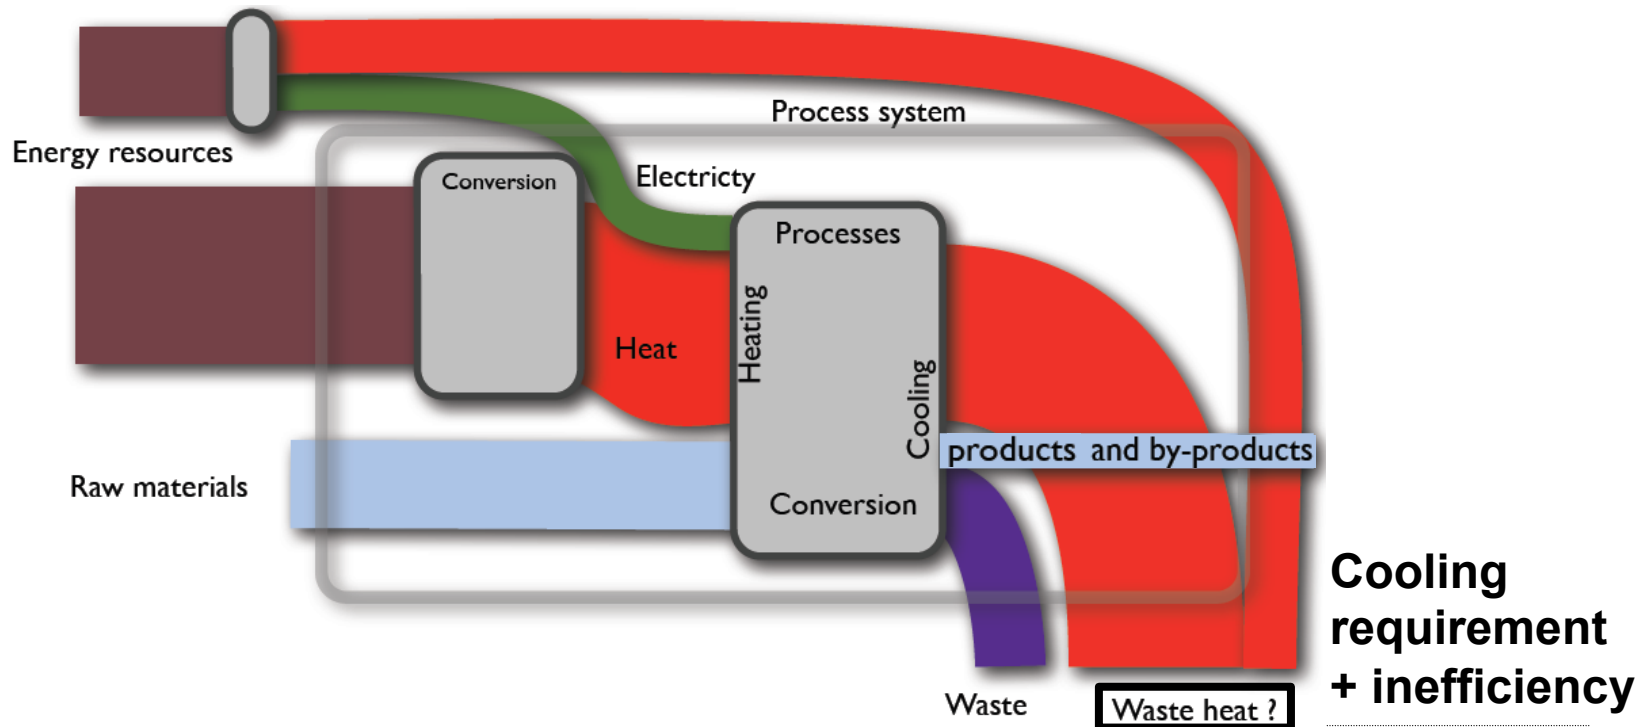 Process system
Energy resources
Conversion
Electricty
Processes
Heating
Heat
Cooling
products and by-products
Raw materials
Conversion
Cooling
requirement
+ inefficiency
Waste
Waste heat ?